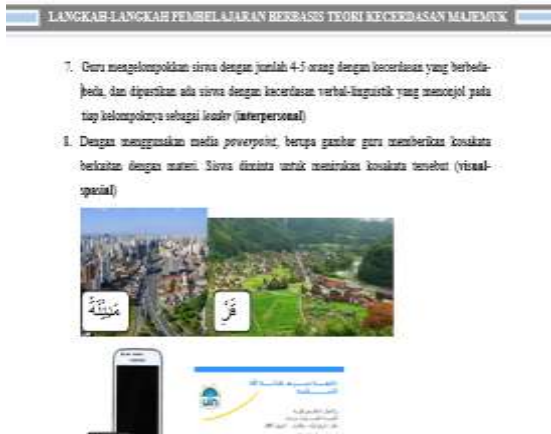 LANGKAH-LANGKAH PEMBELAJARAN BERBASIS TEORI KECERDASAN MAJEMUK
7. Guru mengelompokkan siswa dengan jumlah 4-5 orang dengan kecerdasan yang berbeda-
beda, dan dipastikan ada siswa dengan kecerdasan verbal-linguistik yang menonjol pada
tiap kelompoknya sebagai leader (interpersonal)
8. Dengan menggunakan media powerpoint, berupa gambar guru memberikan kosakata
berkaitan dengan materi. Siswa diminta untuk menirukan kosakata tersebut (visual-
spasial)
مَدِيْنَةٌ
uin